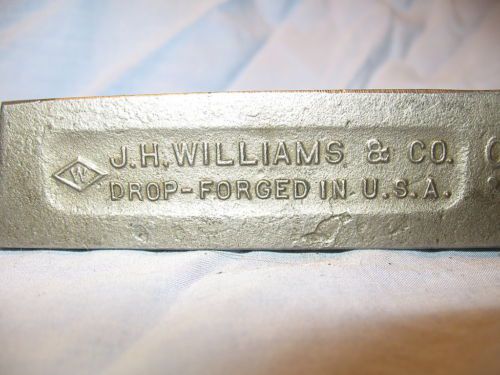 W J.H.WILLIAMS & CO.
DROP-FORGED IN U.S.A.